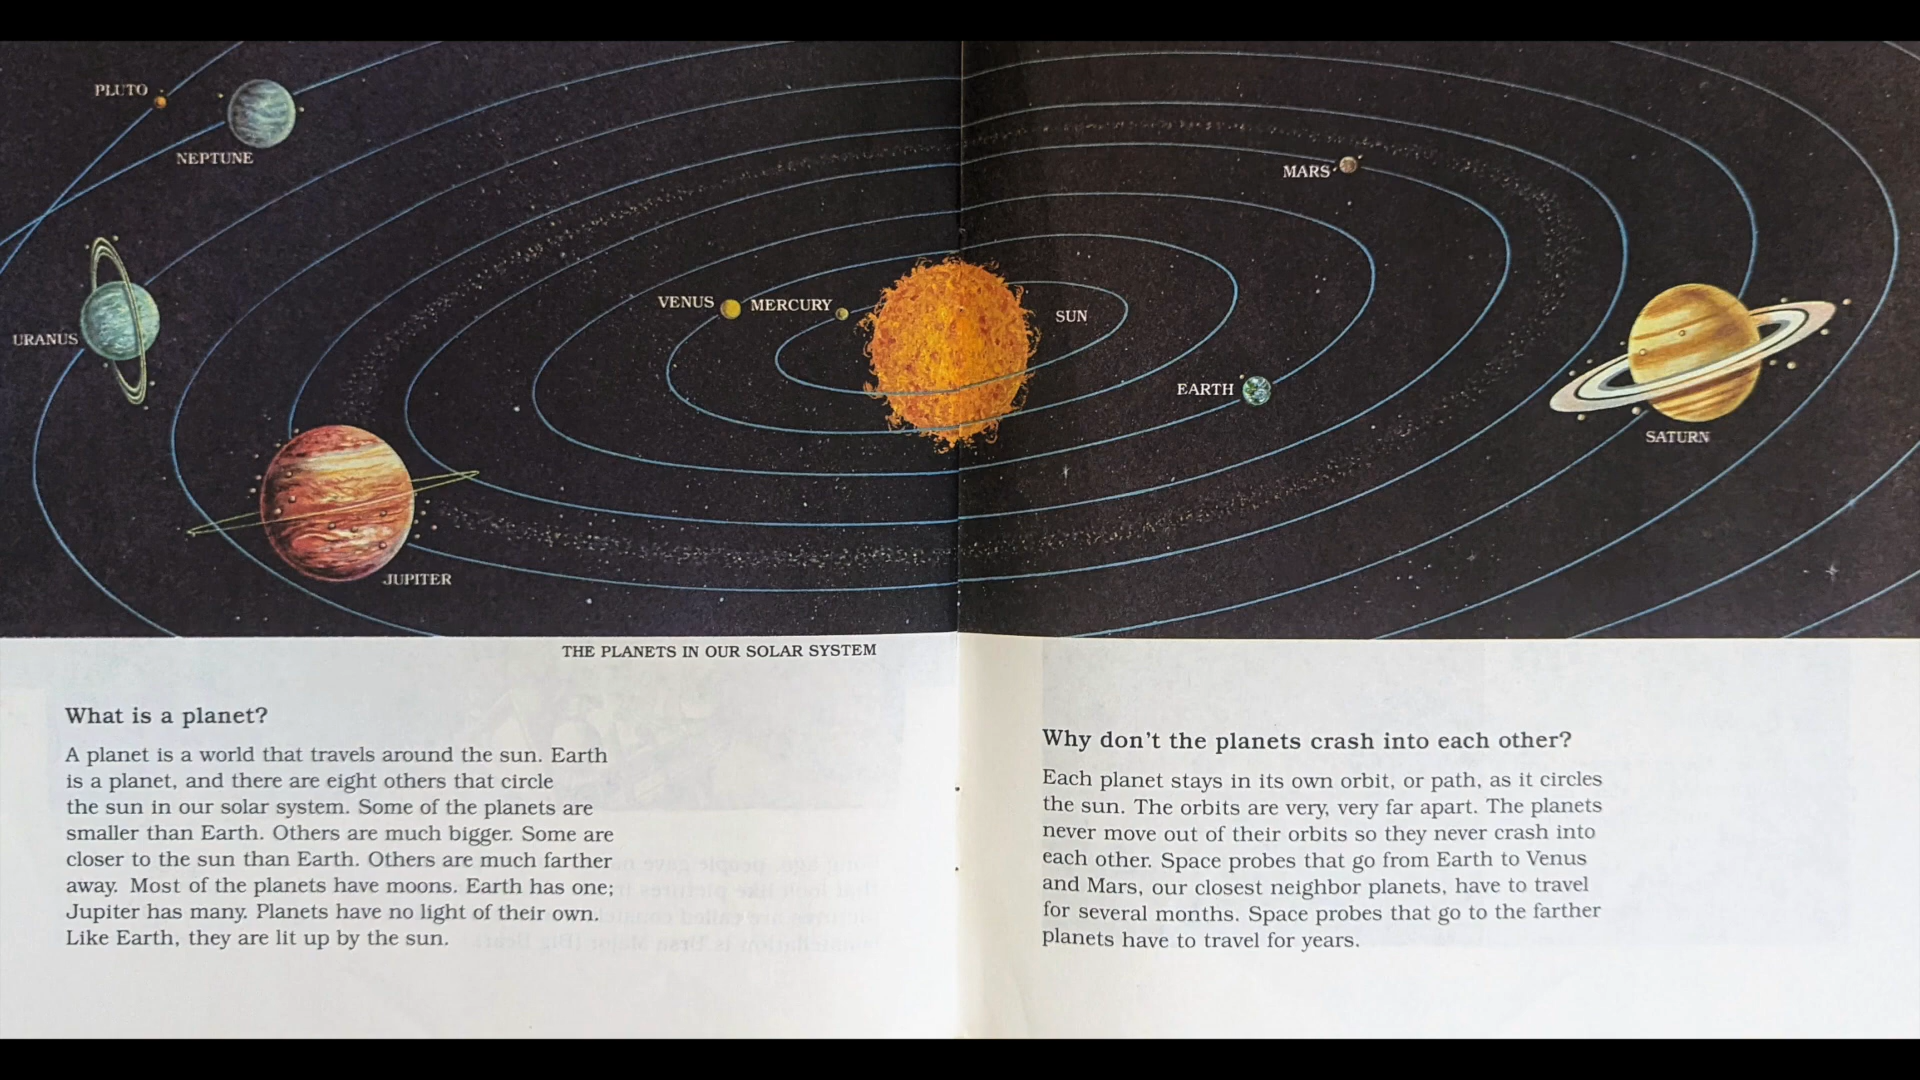 PLUTO
NEPTUNE
URANUS
JUPITER
VENUS
MERCURY
SUN
EARTH
MARS
SATURN
THE PLANETS IN OUR SOLAR SYSTEM
What is a planet?
A planet is a world that travels around the sun. Earth
is a planet, and there are eight others that circle
the sun in our solar system. Some of the planets are
smaller than Earth. Others are much bigger. Some are
closer to the sun than Earth. Others are much farther
away. Most of the planets have moons. Earth has one;
Jupiter has many. Planets have no light of their own.
Like Earth, they are lit up by the sun.
Why don't the planets crash into each other?
Each planet stays in its own orbit, or path, as it circles
the sun. The orbits are very, very far apart. The planets
never move out of their orbits so they never crash into
each other. Space probes that go from Earth to Venus
and Mars, our closest neighbor planets, have to travel
for several months. Space probes that go to the farther
planets have to travel for years.